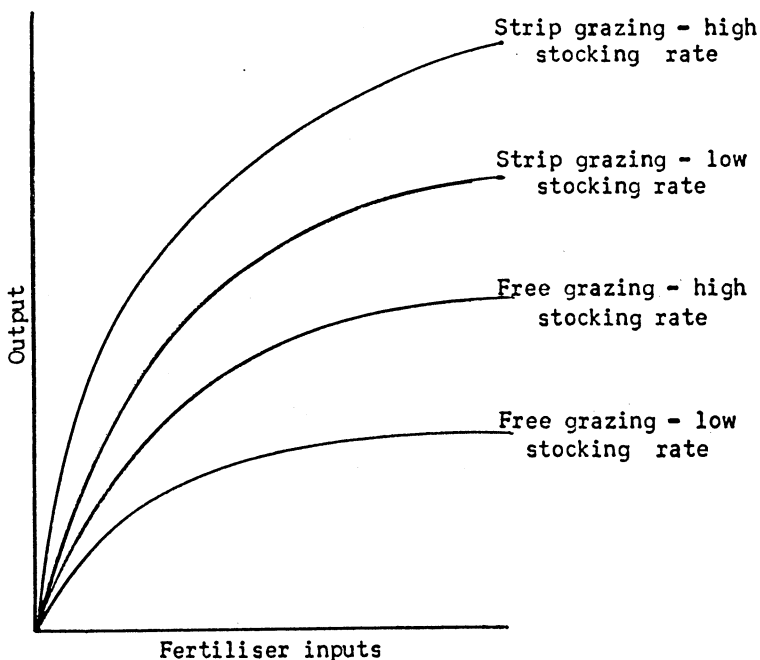 Strip grazing - high
stocking rate
Strip grazing - low
stocking rate
Free grazing - high
stocking rate
Free grazing - low
stocking rate
Output
Fertiliser inputs